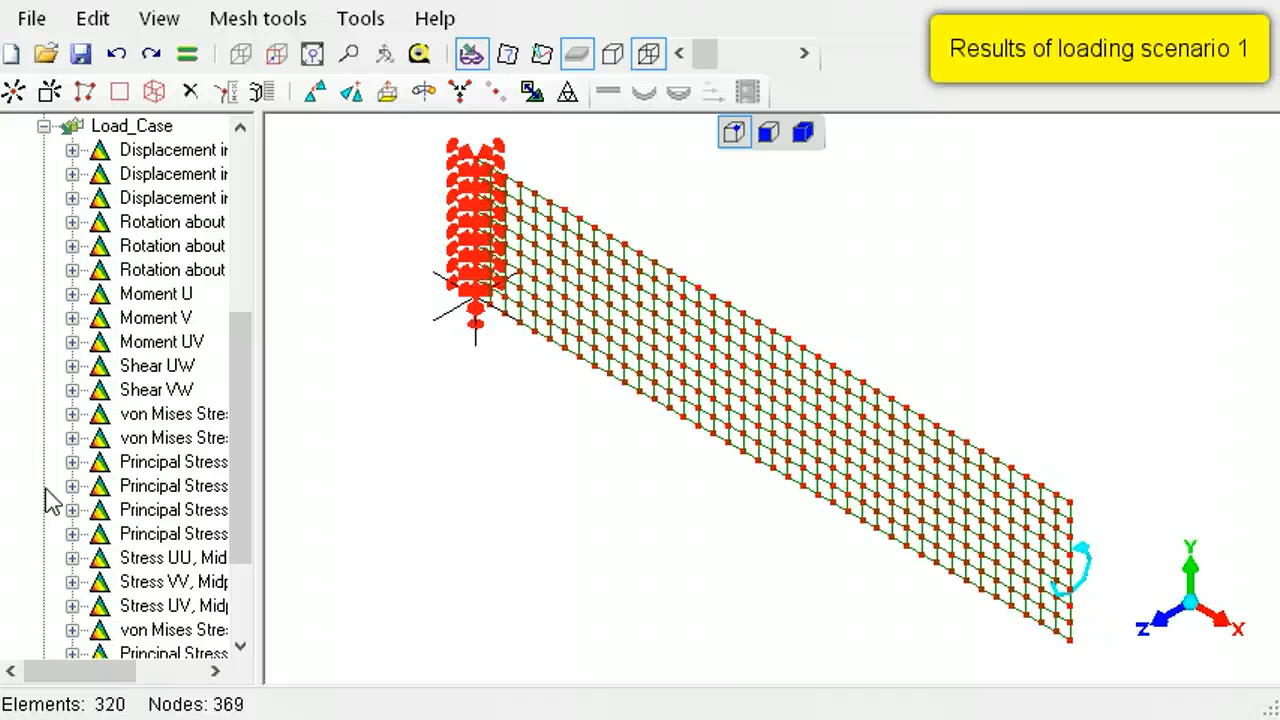 File Edit View Mesh tools Tools Help
Results of loading scenario 1
Load_Case
Displacement ir
Displacement ir
Displacement ir
Rotation about
Rotation about
Rotation about
Moment U
Moment V
Moment UV
Shear UW
Shear VW
von Mises Stre
von Mises Stre
Principal Stress
Principal Stress
Principal Stress
Principal Stress
Stress UU, Mid
Stress VV, Midp
Stress UV, Midp
von Mises Stre
Principal Stress
Y
Z X
Elements: 320 Nodes: 369